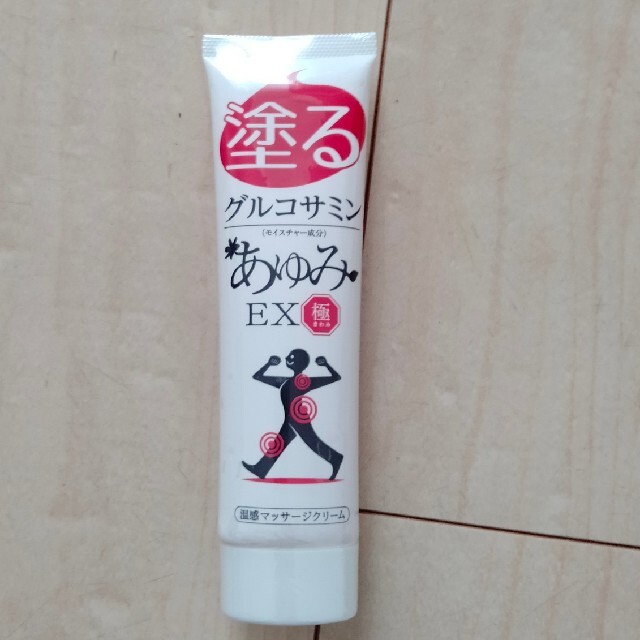 塗る
グルコサミン
(モイスチャー成分)
あゆみ
EX 極
きわみ
温感マッサージクリーム